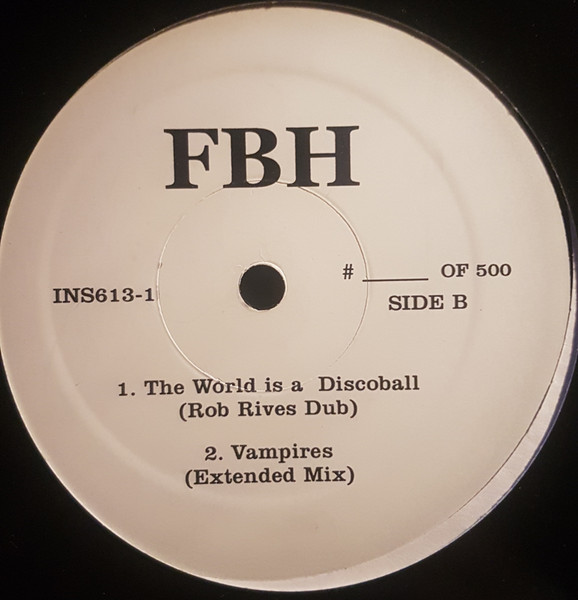 FBH
# ______ OF 500
INS613-1
SIDE B
1. The World is a Discoball
(Rob Rives Dub)
2. Vampires
(Extended Mix)